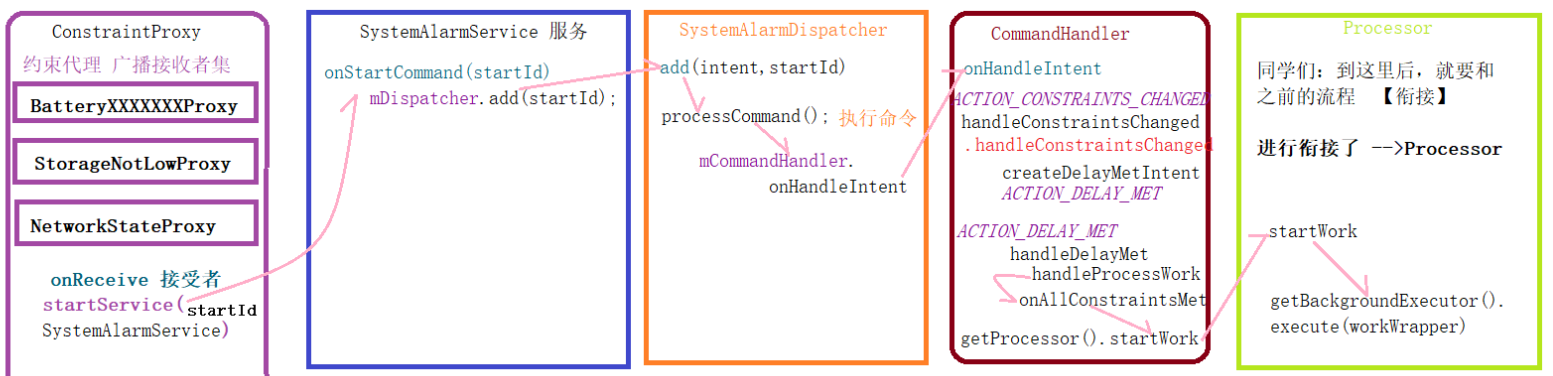 ConstraintProxy
约束代理 广播接收者集
BatteryXXXXXXXProxy
StorageNotLowProxy
NetworkStateProxy
onReceive 接受者
startService(startId
SystemAlarmService)
SystemAlarmService 服务
onStartCommand(startId)
mDispatcher.add(startId);
SystemAlarmDispatcher
add(intent,startId)
processCommand(); 执行命令
mCommandHandler.
onHandleIntent
CommandHandler
onHandleIntent
ACTION_CONSTRAINTS_CHANGED
handleConstraintsChanged
.handleConstraintsChanged
createDelayMetIntent
ACTION_DELAY_MET
ACTION_DELAY_MET
handleDelayMet
handleProcessWork
onAllConstraintsMet
getProcessor().startWork
Processor
同学们：到这里后，就要和
之前的流程 【衔接】
进行衔接了 -->Processor
startWork
getBackgroundExecutor().
execute(workWrapper)